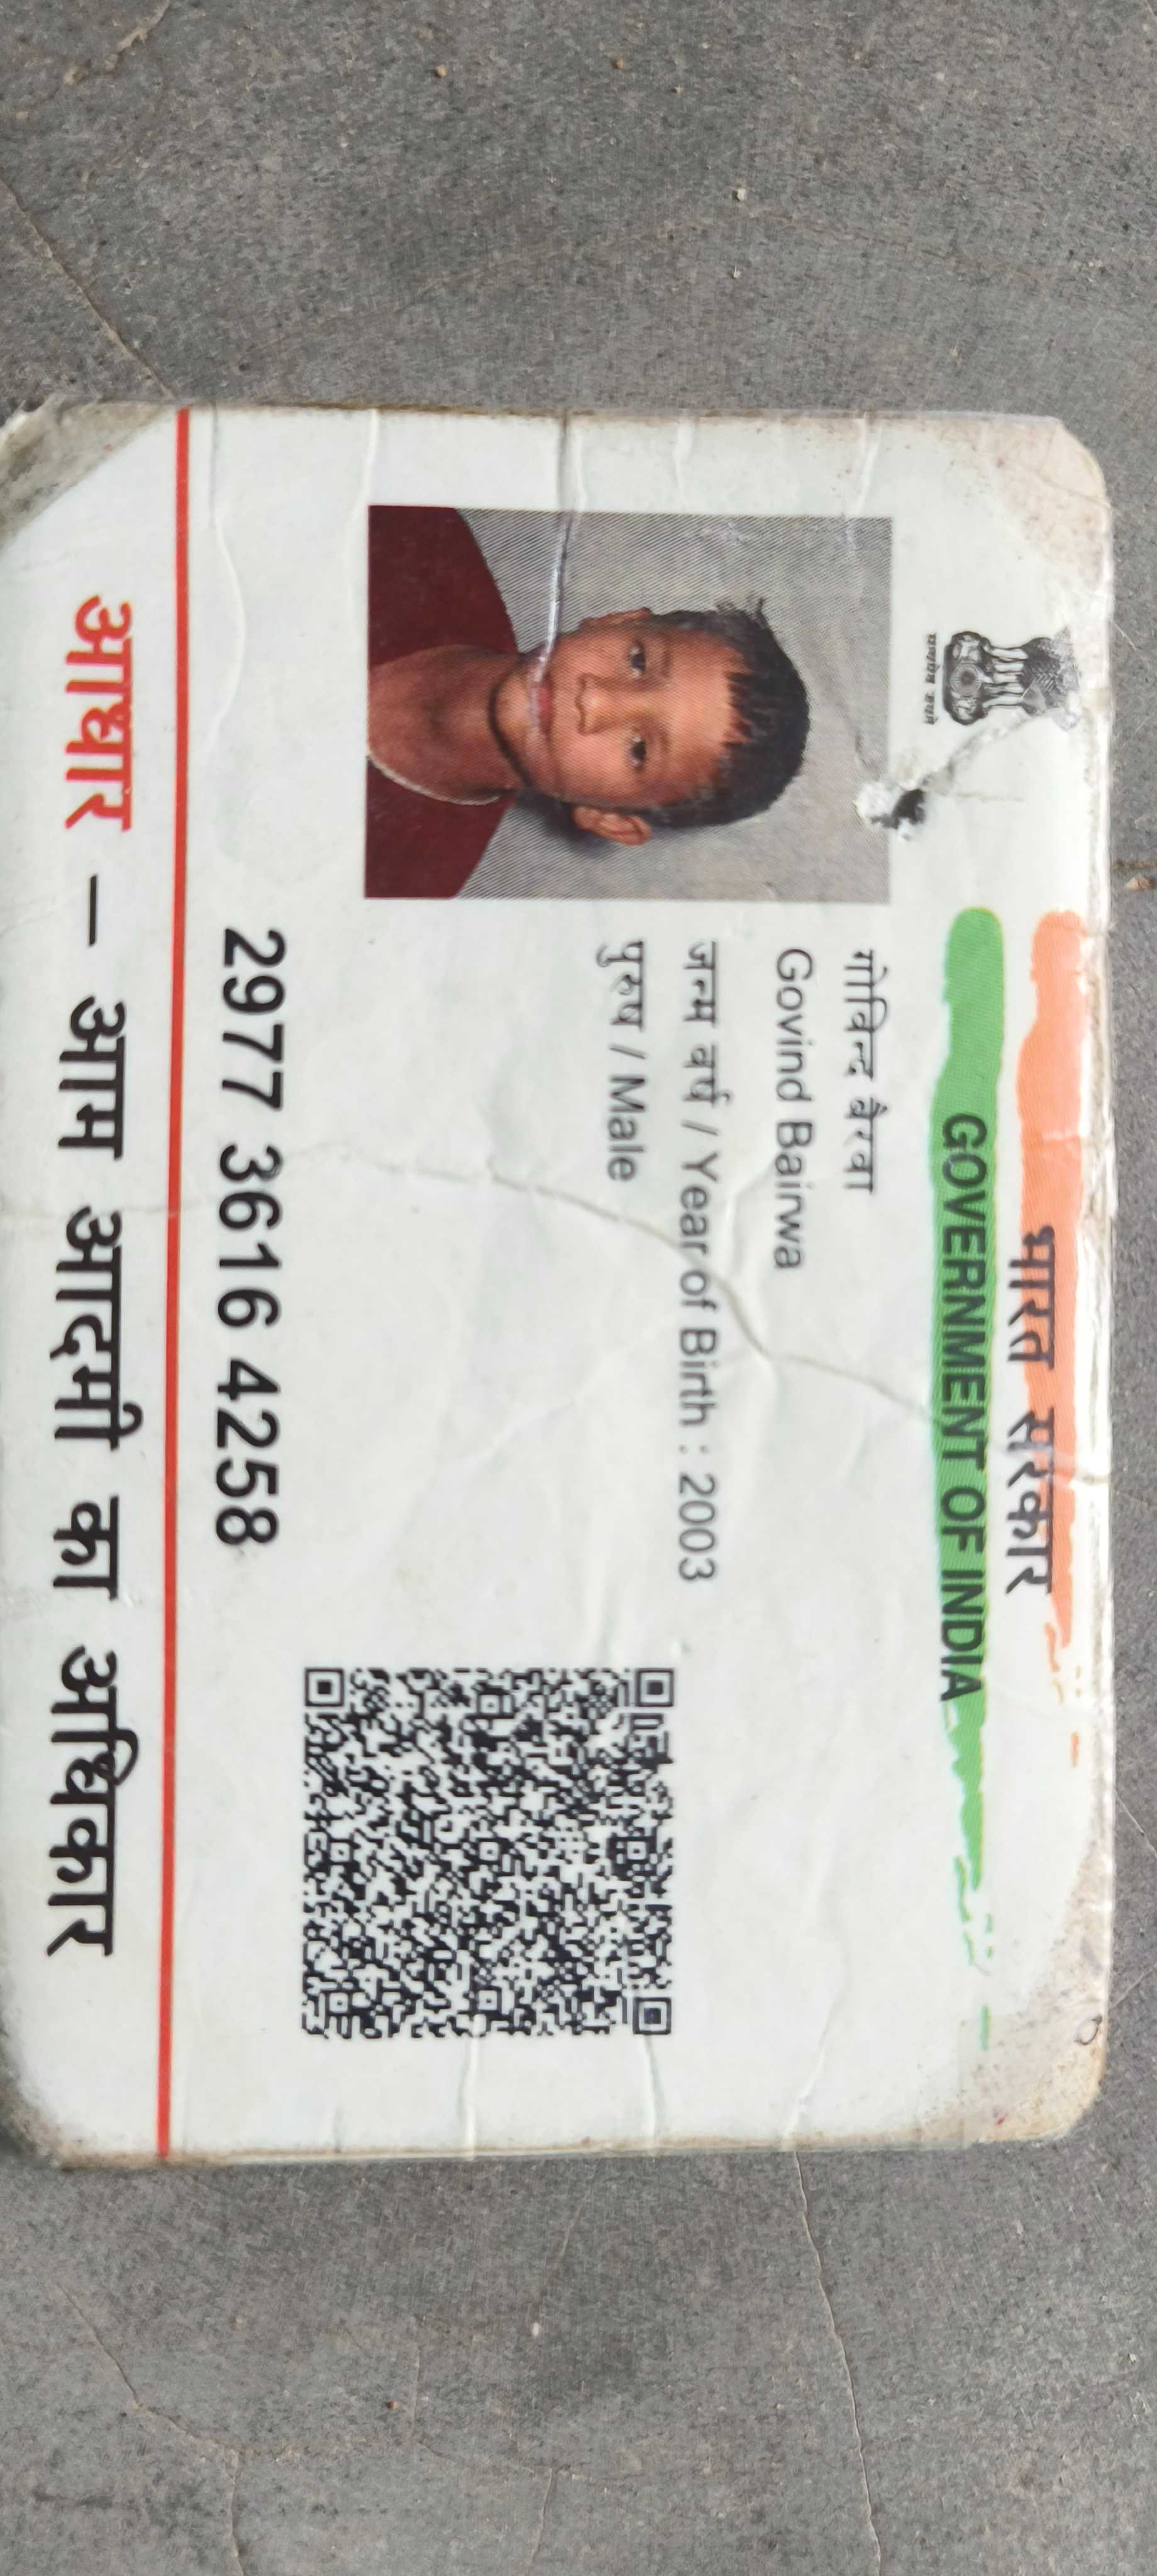 भारत सरकार
GOVERNMENT OF INDIA
सत्यमेव जयते
गोविन्द बैरवा
Govind Bairwa
जन्म वर्ष / Year of Birth : 2003
पुरुष / Male
2977 3616 4258
आधार – आम आदमी का अधिकार